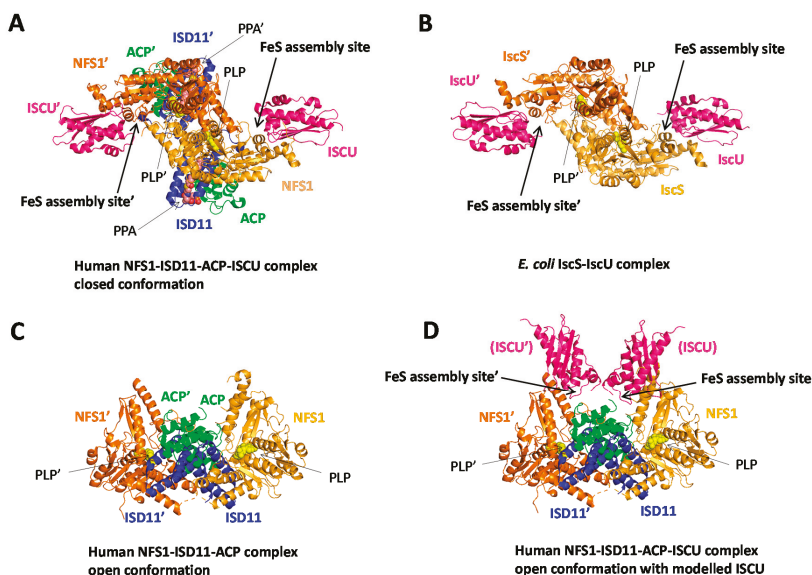 A
ISD11'
PPA'
ACP'
FeS assembly site
NFS1'
PLP
ISCU'
ISCU
PLP'
NFS1
FeS assembly site'
PPA
ACP
ISD11
Human NFS1-ISD11-ACP-ISCU complex
closed conformation
B
IscS'
FeS assembly site
PLP
IscU'
PLP'
IscU
IscS
FeS assembly site'
E. coli IscS-IscU complex
C
ACP' ACP
NFS1'
NFS1
PLP'
PLP
ISD11'
ISD11
Human NFS1-ISD11-ACP complex
open conformation
D
(ISCU')
(ISCU)
FeS assembly site'
FeS assembly site
NFS1'
ACP' ACP
NFS1
PLP'
PLP
ISD11'
ISD11
Human NFS1-ISD11-ACP-ISCU complex
open conformation with modelled ISCU